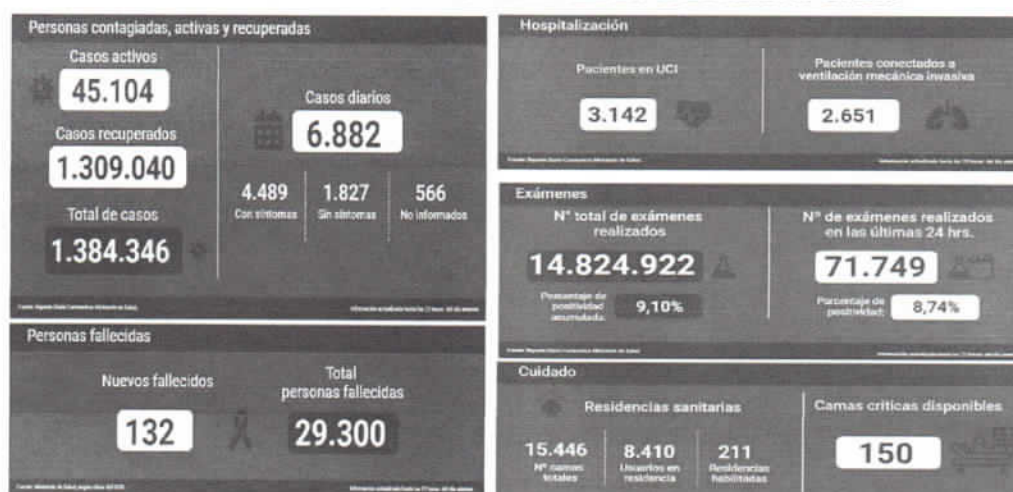 Personas contagiadas, activas y recuperadas
Casos activos
45.104
Casos recuperados
1.309.040
Total de casos
1.384.346
Casos diarios
6.882
4.489
Con síntomas
1.827
Sin síntomas
566
No informados
Personas fallecidas
Nuevos fallecidos
132
Total
personas fallecidas
29.300
Hospitalización
Pacientes en UCI
3.142
Pacientes conectados a
ventilación mecánica invasiva
2.651
Exámenes
N° total de exámenes
realizados
14.824.922
Porcentaje de
positividad
acumulada:
9,10%
N° de exámenes realizados
en las últimas 24 hrs.
71.749
Porcentaje de
positividad:
8,74%
Cuidado
Residencias sanitarias
15.446
N° camas
totales
8.410
Usuarios en
residencia
211
Residencias
habilitadas
Camas críticas disponibles
150